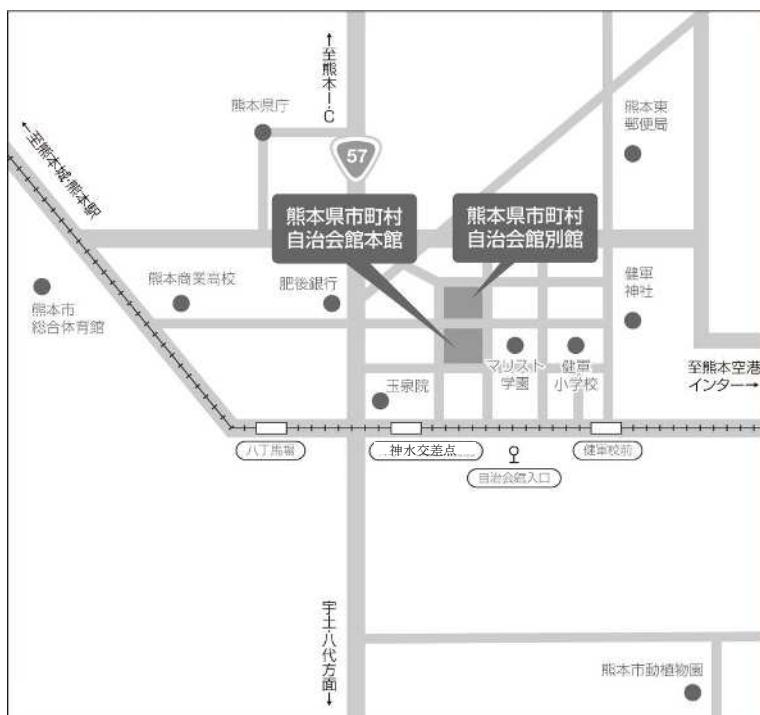 ←至熊本I・C
熊本県庁
熊本東
郵便局
57
←至熊本城・熊本駅
熊本県市町村
自治会館本館
熊本県市町村
自治会館別館
熊本商業高校
肥後銀行
健軍
神社
熊本市
総合体育館
マリスト
学園
健軍
小学校
至熊本空港
インター→
玉泉院
八丁馬場
神水交差点
健軍校前
自治会館入口
宇土・八代方面→
熊本市動植物園